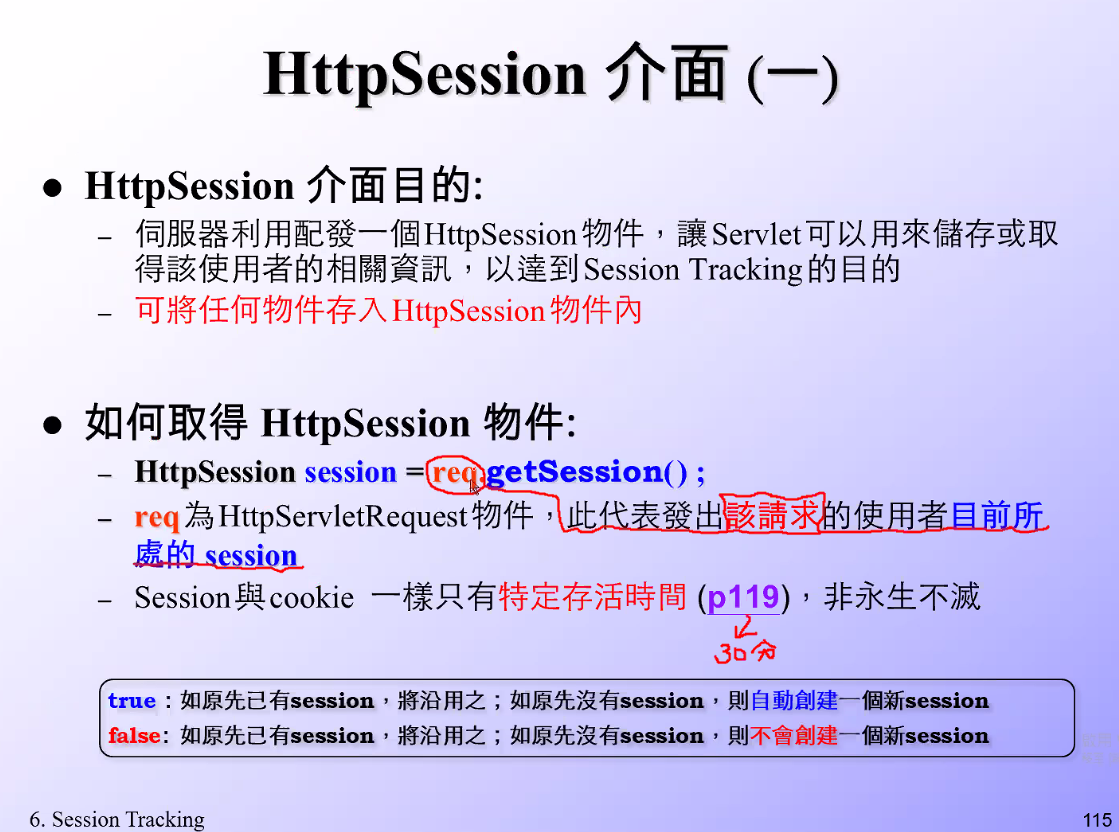 HttpSession 介面 (一)
● HttpSession 介面目的:
– 伺服器利用配發一個HttpSession物件，讓Servlet可以用來儲存或取
得該使用者的相關資訊，以達到Session Tracking的目的
– 可將任何物件存入HttpSession物件內
● 如何取得 HttpSession 物件:
– HttpSession session = req.getSession() ;
– req為HttpServletRequest物件，此代表發出該請求的使用者目前所
處的 session
– Session與cookie 一樣只有特定存活時間 (p119)，非永生不滅
30分
true：如原先已有session，將沿用之；如原先沒有session，則自動創建一個新session
false: 如原先已有session，將沿用之；如原先沒有session，則不會創建一個新session
6. Session Tracking
115